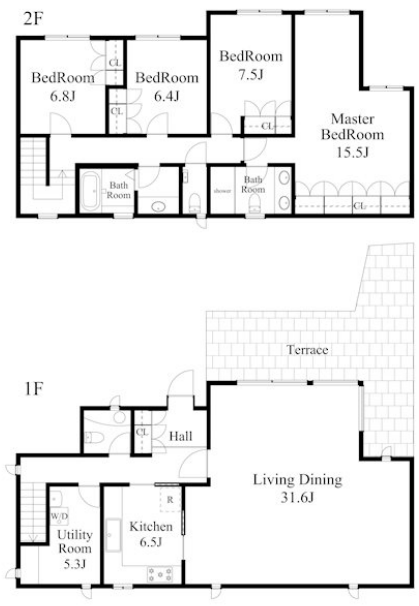 2F
BedRoom
6.8J
CL
CL
BedRoom
6.4J
BedRoom
7.5J
CL
Master
BedRoom
15.5J
CL
Bath
Room
shower
Bath
Room
Terrace
1F
CL
Hall
Living Dining
31.6J
W/D
Utility
Room
5.3J
Kitchen
6.5J
R